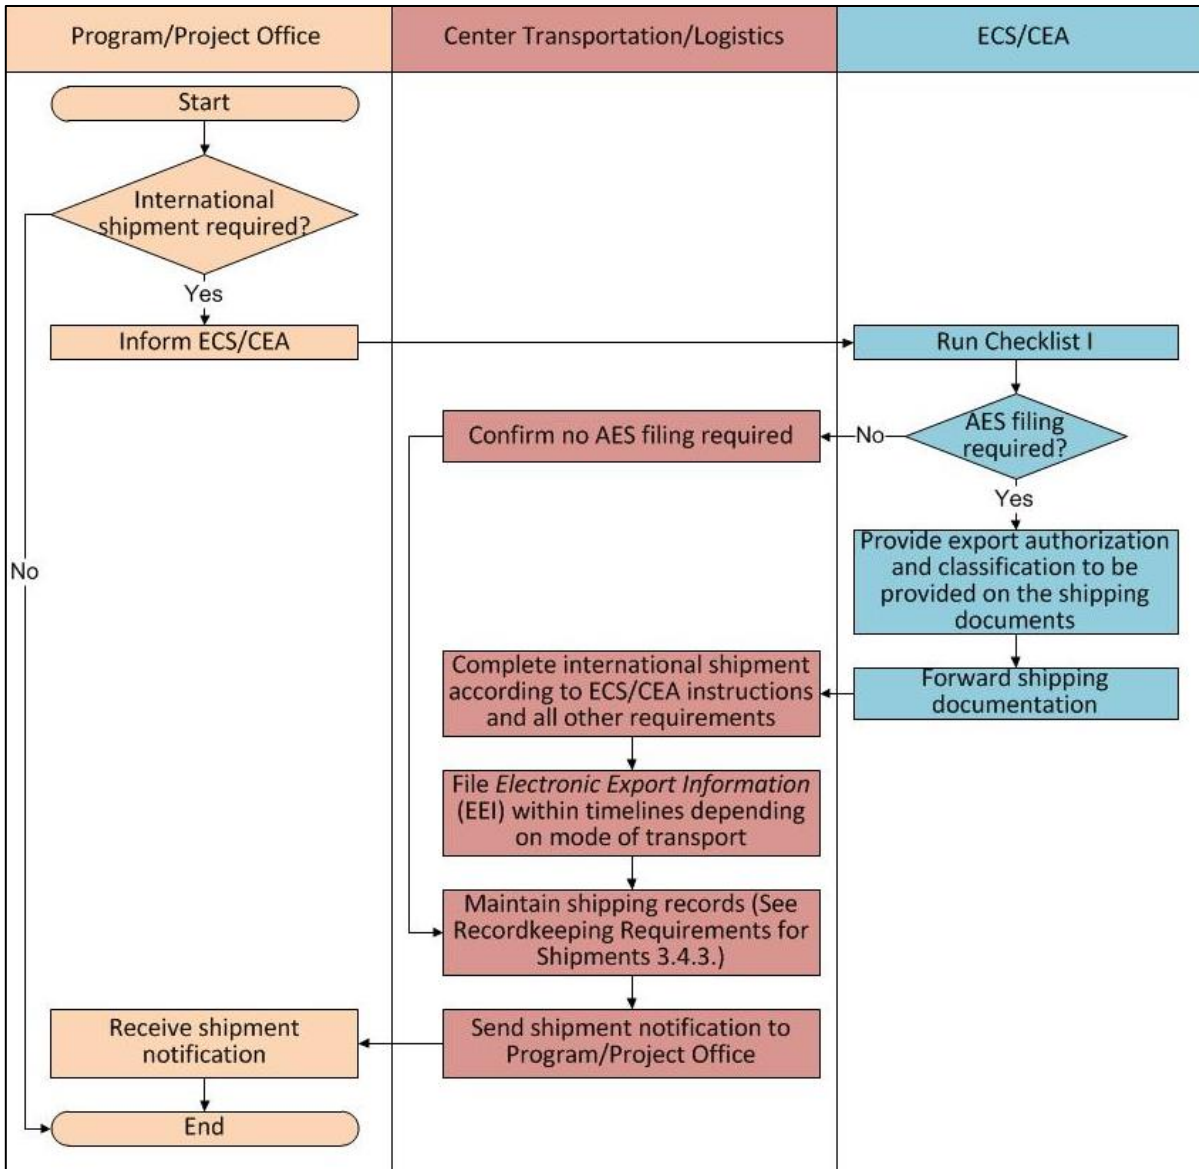 Program/Project Office
Center Transportation/Logistics
ECS/CEA
Start
International
shipment required?
Yes
Inform ECS/CEA
Run Checklist I
AES filing
required?
No
Confirm no AES filing required
Yes
Provide export authorization
and classification to be
provided on the shipping
documents
No
Forward shipping
documentation
Complete international shipment
according to ECS/CEA instructions
and all other requirements
File Electronic Export Information
(EEI) within timelines depending
on mode of transport
Maintain shipping records (See
Recordkeeping Requirements for
Shipments 3.4.3.)
Send shipment notification to
Program/Project Office
Receive shipment
notification
End